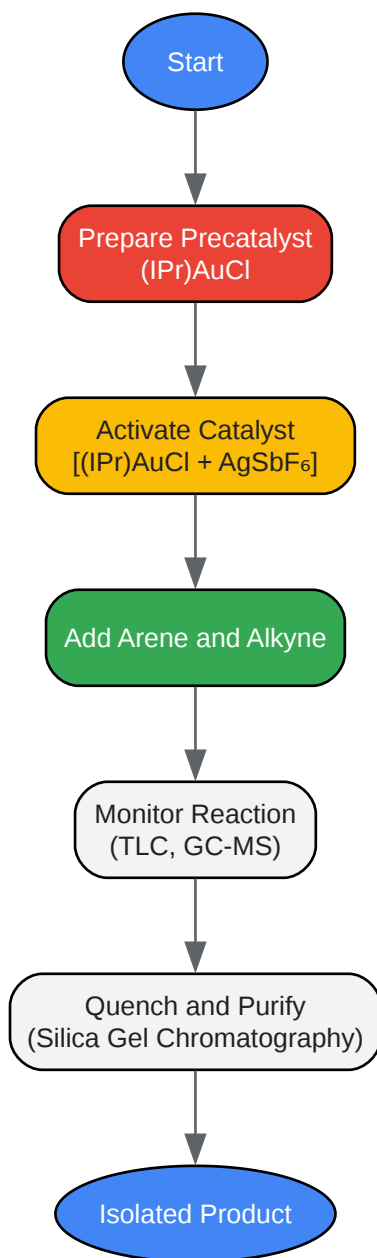 Start
Prepare Precatalyst
(IPr)AuCl
Activate Catalyst
[(IPr)AuCl + AgSbF₆]
Add Arene and Alkyne
Monitor Reaction
(TLC, GC-MS)
Quench and Purify
(Silica Gel Chromatography)
Isolated Product